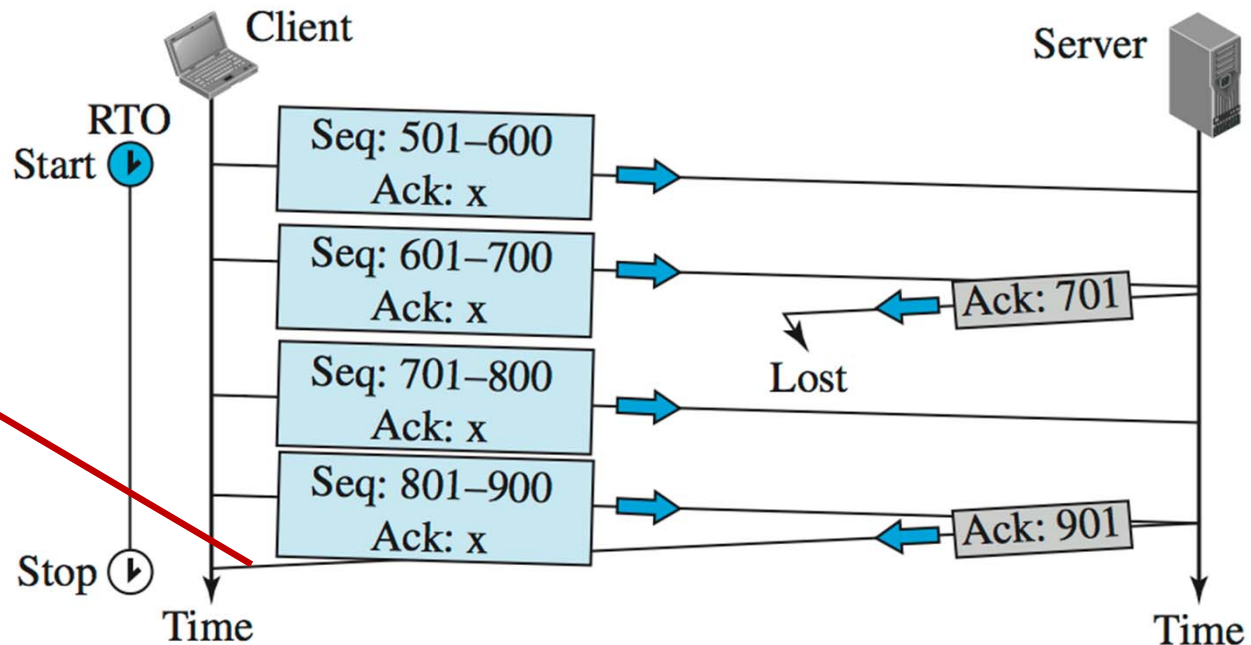 Client
Server
RTO
Start
Seq: 501–600
Ack: x
Seq: 601–700
Ack: x
Ack: 701
Lost
Seq: 701–800
Ack: x
Seq: 801–900
Ack: x
Ack: 901
Stop
Time
Time